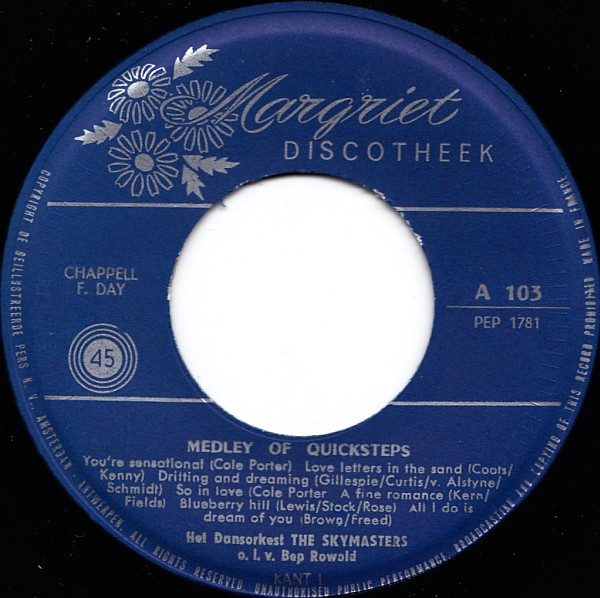 Margriet
DISCOTHEEK
CHAPPELL
F. DAY
45
A 103
PEP 1781
MEDLEY OF QUICKSTEPS
You're sensational (Cole Porter) Love letters in the sand (Coots/
Kenny) Dritting and dreaming (Gillespie/Curtis/v. Alstyne/
Schmidt) So in love (Cole Porter A fine romance (Kern/
Fields) Blueberry hill (Lewis/Stock/Rose) All I do is
dream of you (Brown/Freed)
Het Dansorkest THE SKYMASTERS
o. l. v. Bep Rowold
KANT 1
COPYRIGHT DE GEILLUSTREERDE PERS N.V., AMSTERDAM - ANTWERPEN. ALL RIGHTS RESERVED. UNAUTHORISED PUBLIC PERFORMANCE, BROADCASTING AND COPYING OF THIS RECORD PROHIBITED MADE IN FRANCE